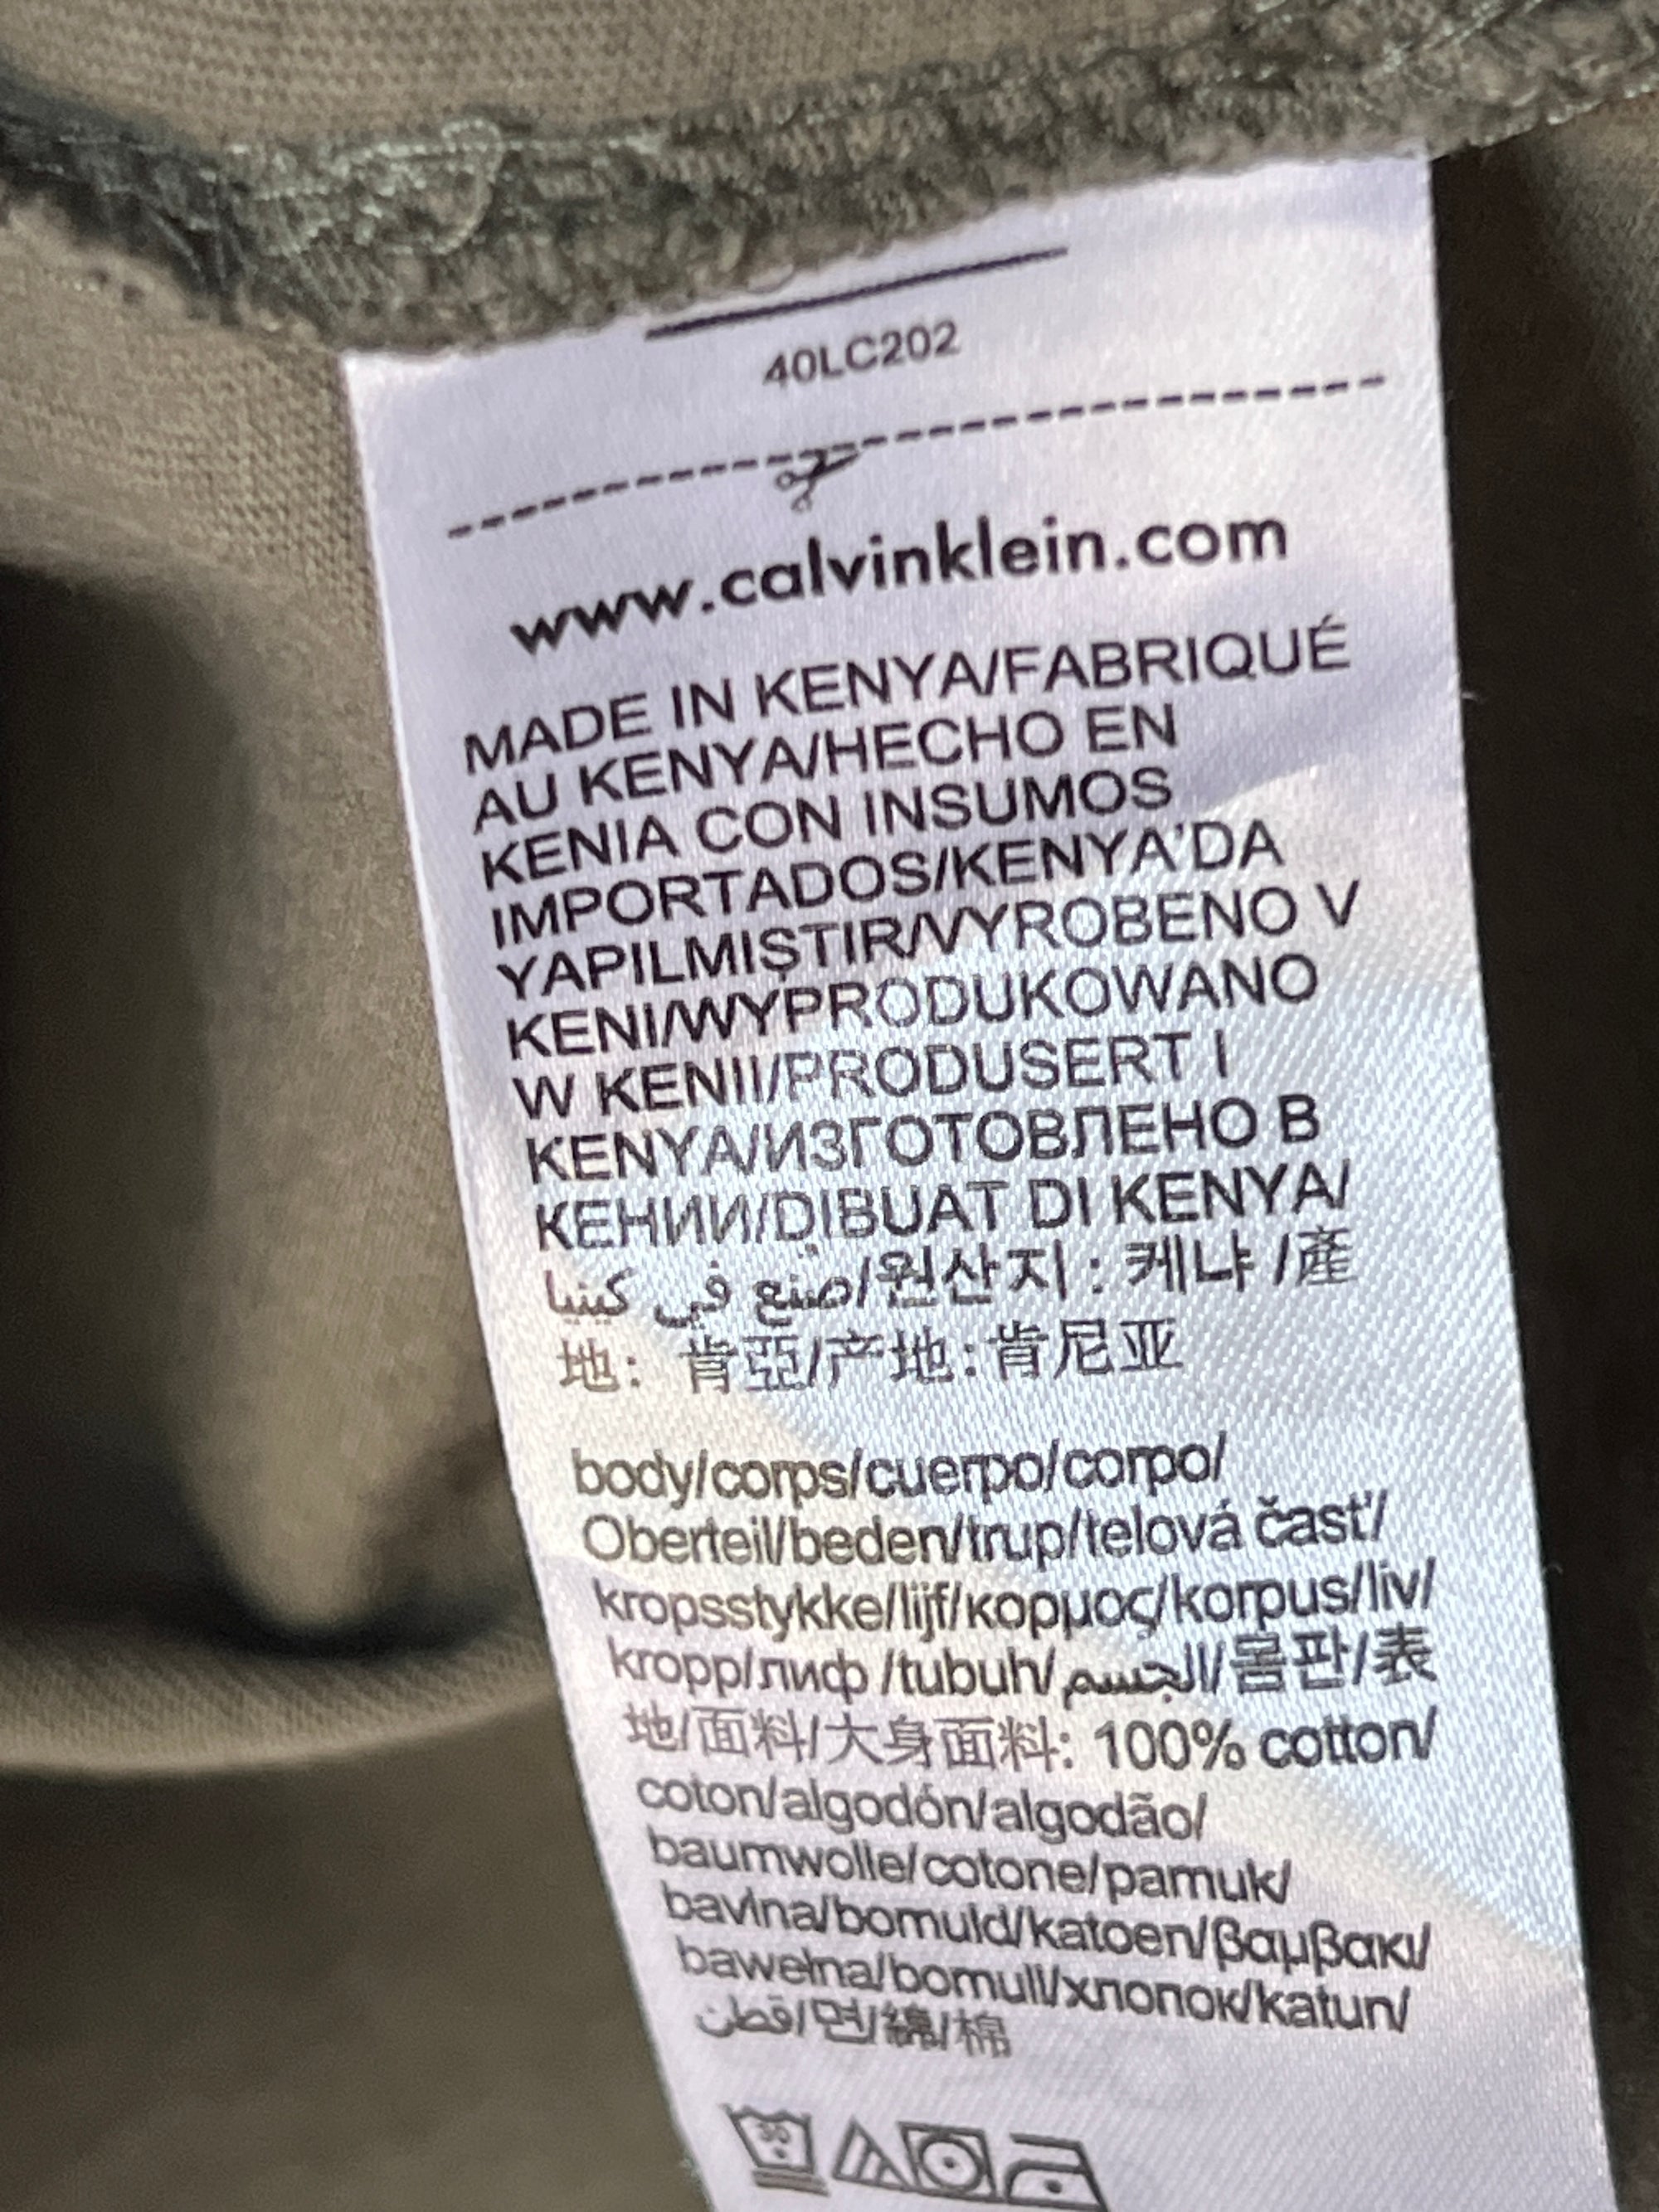 40LC202
www.calvinklein.com
MADE IN KENYA/FABRIQUÉ
AU KENYA/HECHO EN
KENIA CON INSUMOS
IMPORTADOS/KENYA'DA
YAPILMIŞTIR/VYROBENO V
KENI/WYPRODUKOWANO
W KENII/PRODUSERT I
KENYA/ИЗГОТОВЛЕНО В
КЕНИИ/DIBUAT DI KENYA/
صنع في كينيا/원산지 : 케냐 /產
地: 肯亞/产地:肯尼亚
body/corps/cuerpo/corpo/
Oberteil/beden/trup/telová časť/
kropsstykke/lijf/κορμος/korpus/liv/
kropp/лиф /tubuh/الجسم/몸판/表
地/面料/大身面料: 100% cotton/
coton/algodón/algodão/
baumwolle/cotone/pamuk/
bavlna/bomuld/katoen/βαμβακι/
bawełna/bomull/хлопок/katun/
قطن/면/綿/棉
30